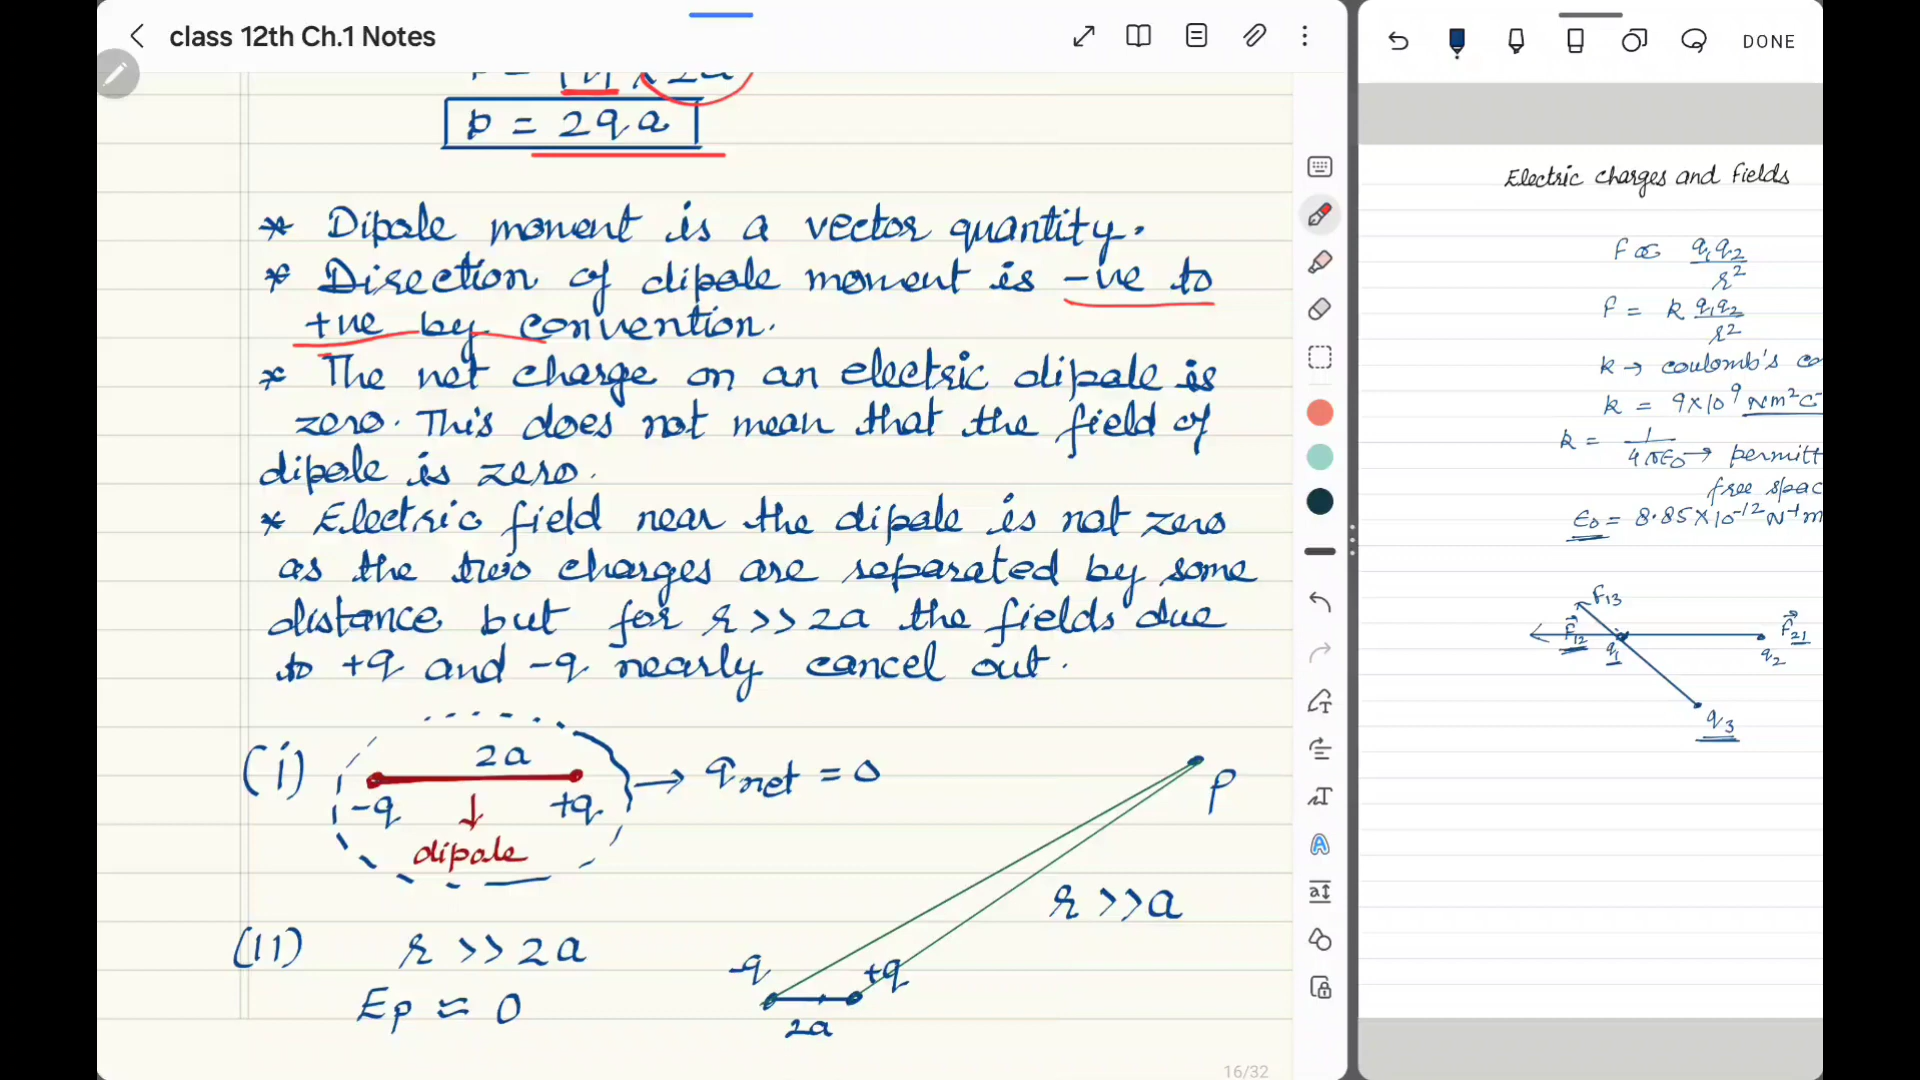 class 12th Ch.1 Notes
p = 2qa
* Dipole moment is a vector quantity.
* Direction of dipole moment is -ve to
+ve by convention.
* The net charge on an electric dipole is
zero. This does not mean that the field of
dipole is zero.
* Electric field near the dipole is not zero
as the two charges are separated by some
distance but for r >> 2a the fields due
to +q and -q nearly cancel out.
(i) 2a
-q +q → q net = 0
dipole
P
r >> a
(II) r >> 2a
Ep ≈ 0
-q +q
2a
16/32
DONE
Electric charges and fields
F ∝ q1q2/r²
F = k q1q2/r²
k → coulomb's co
k = 9×10⁹ Nm²C⁻
k = 1/4πε0 → permitt
free spac
ε0 = 8.85×10⁻¹² N⁻¹m
F13
F12 F21
q1 q2
q3